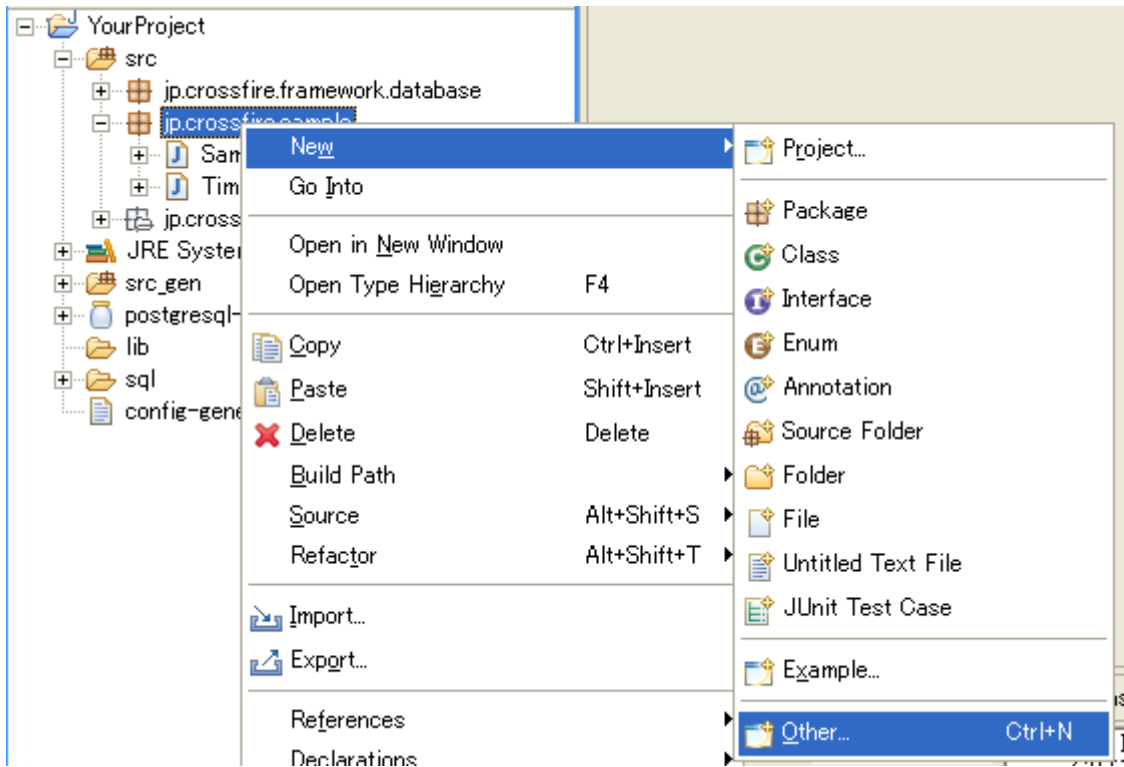 YourProject
src
jp.crossfire.framework.database
jp.crossfire.sample
Sam
Tim
jp.cross
JRE System
src_gen
postgresql-
lib
sql
config-gene
New
Go Into
Open in New Window
Open Type Hierarchy F4
Copy Ctrl+Insert
Paste Shift+Insert
Delete Delete
Build Path
Source Alt+Shift+S
Refactor Alt+Shift+T
Import...
Export...
References
Declarations
Project...
Package
Class
Interface
Enum
Annotation
Source Folder
Folder
File
Untitled Text File
JUnit Test Case
Example...
Other... Ctrl+N